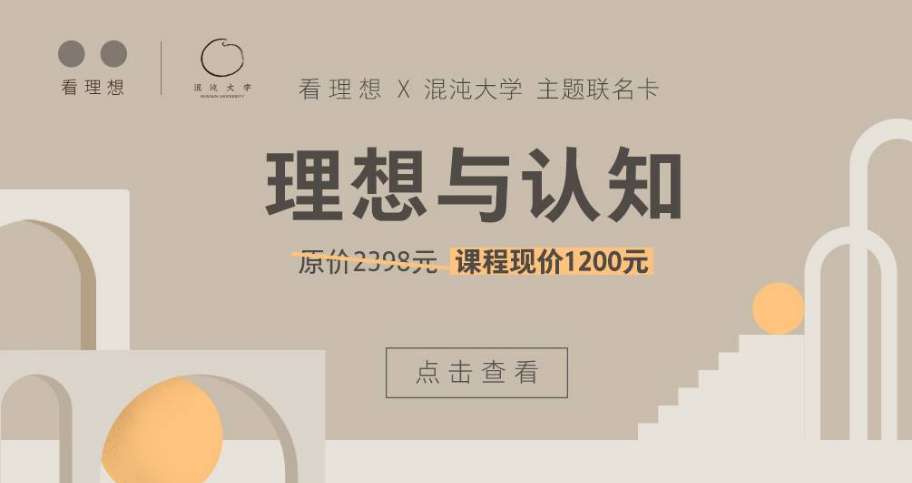 看理想
混沌大学
HUNDUN UNIVERSITY
看理想 X 混沌大学 主题联名卡
理想与认知
原价2398元 课程现价1200元
点击查看